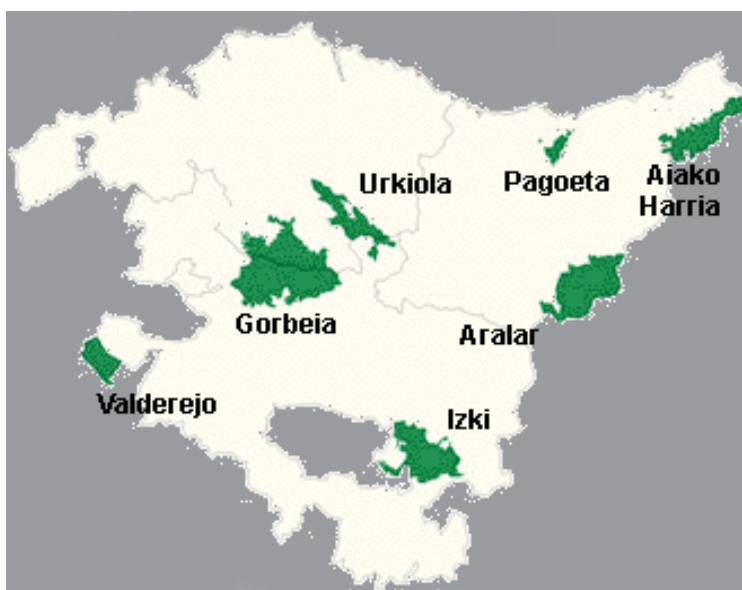 Urkiola
Pagoeta
Aiako
Harria
Gorbeia
Aralar
Valderejo
Izki